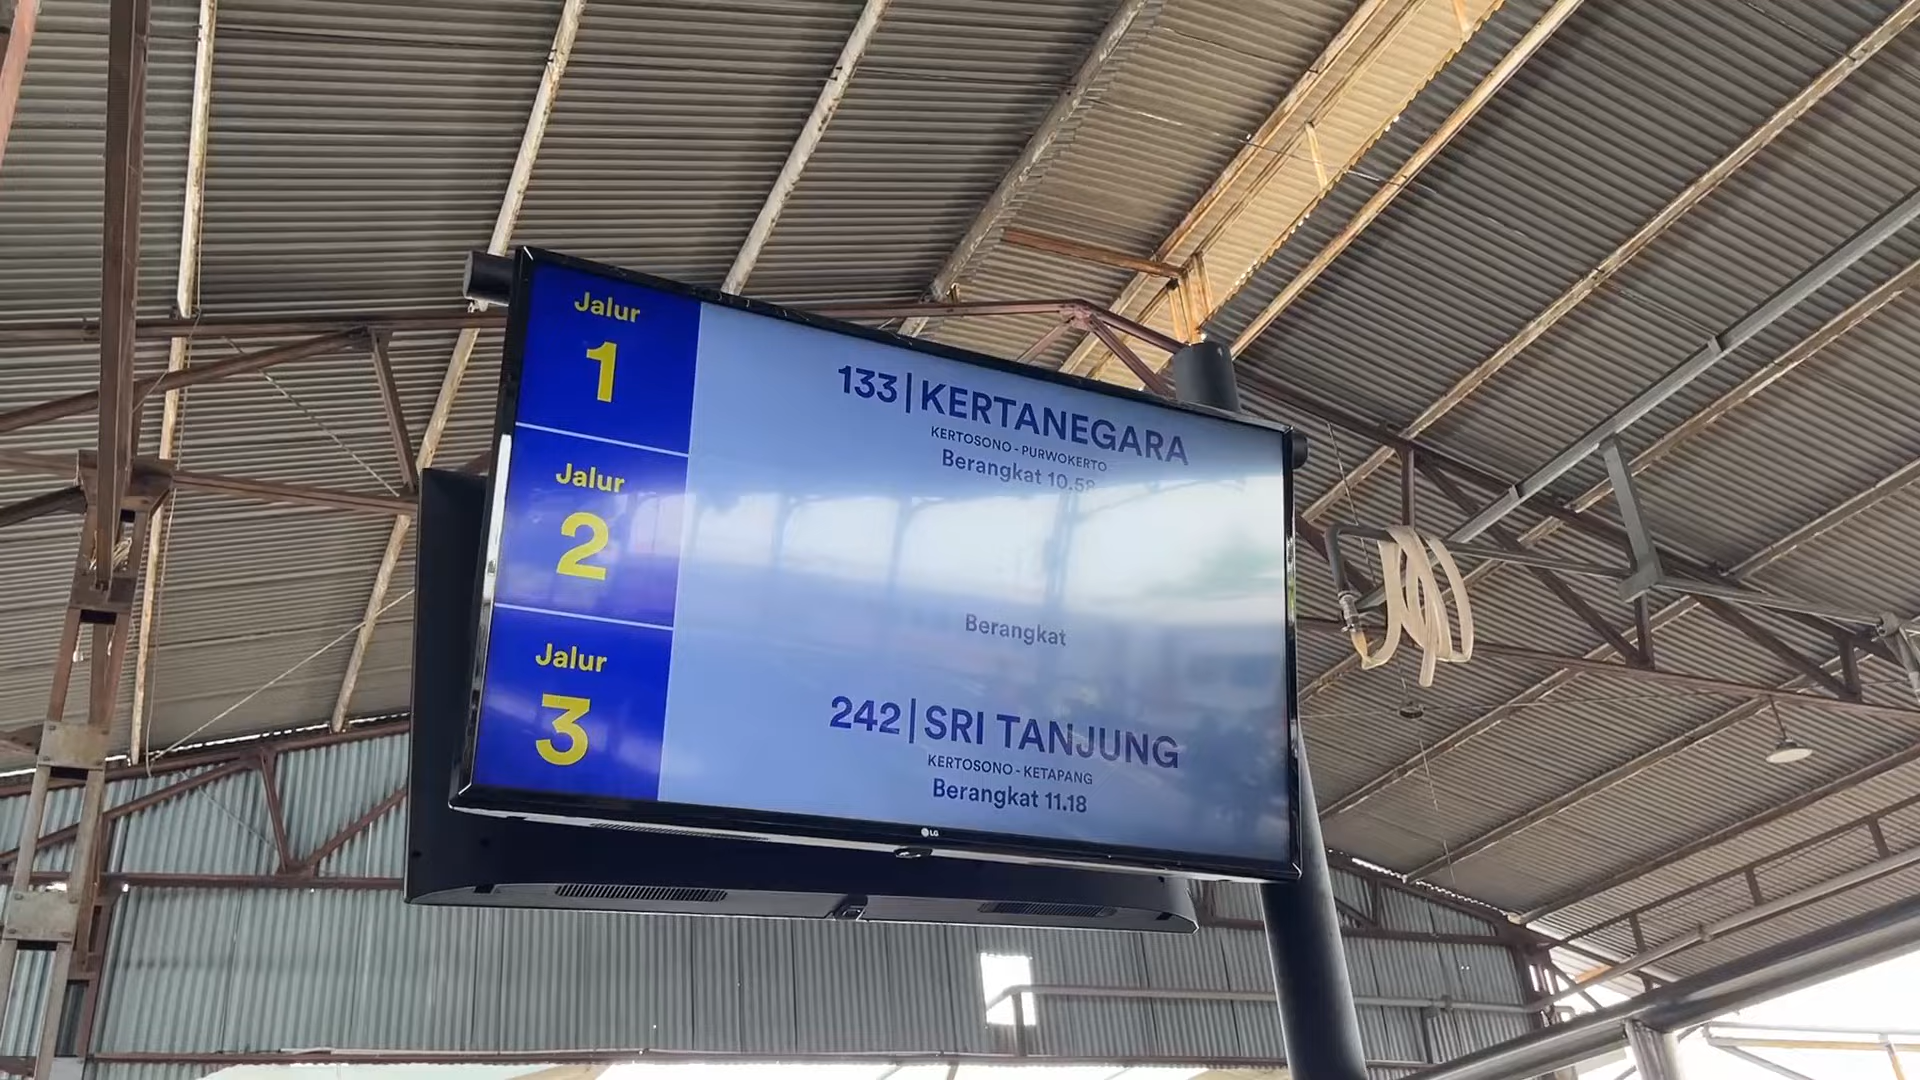 Jalur
1
133|KERTANEGARA
KERTOSONO - PURWOKERTO
Berangkat 10.58
Jalur
2
Berangkat
Jalur
3
242|SRI TANJUNG
KERTOSONO - KETAPANG
Berangkat 11.18
LG